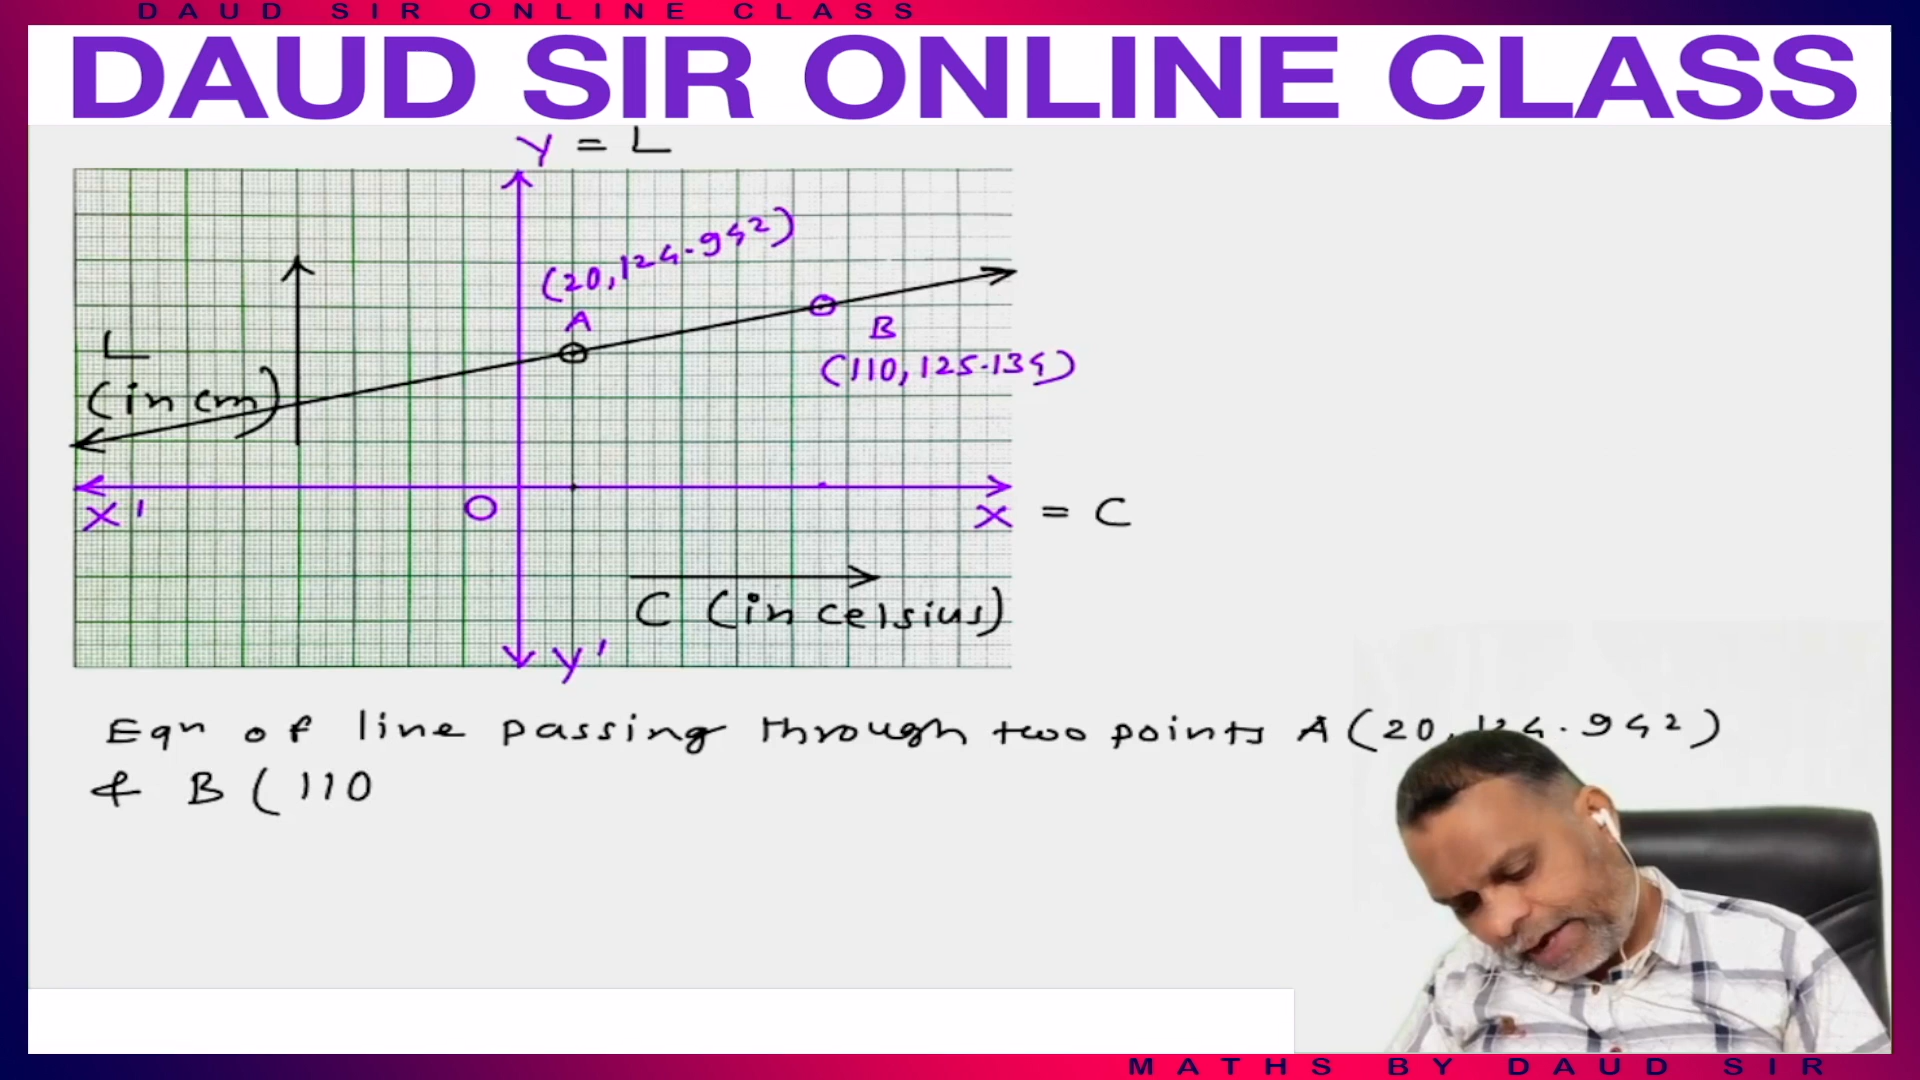 DAUD SIR ONLINE CLASS
DAUD SIR ONLINE CLASS
Y = L
(20, 124.942)
A
B
(110, 125.134)
L
(in cm)
X'
O
X = C
C (in celsius)
Y'
Eqn of line passing through two points A (20, 124.942)
& B (110
MATHS BY DAUD SIR